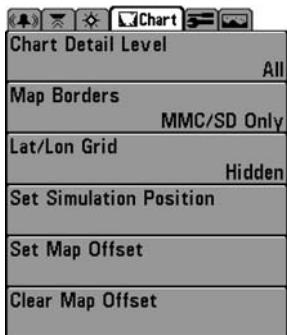 Chart
Chart Detail Level
All
Map Borders
MMC/SD Only
Lat/Lon Grid
Hidden
Set Simulation Position
Set Map Offset
Clear Map Offset